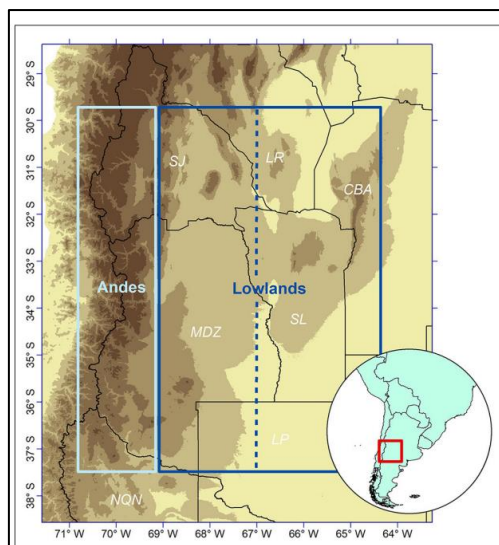 29° S
30° S
31° S
32° S
33° S
34° S
35° S
36° S
37° S
38° S
SJ
LR
CBA
Andes
Lowlands
MDZ
SL
LP
NQN
71° W
70° W
69° W
68° W
67° W
66° W
65° W
64° W